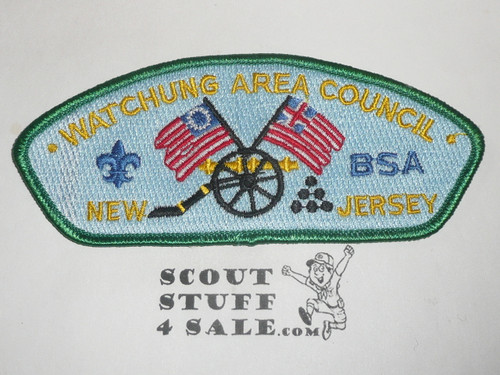 WATCHUNG AREA COUNCIL
BSA
NEW JERSEY
SCOUT
STUFF
4 SALE.com